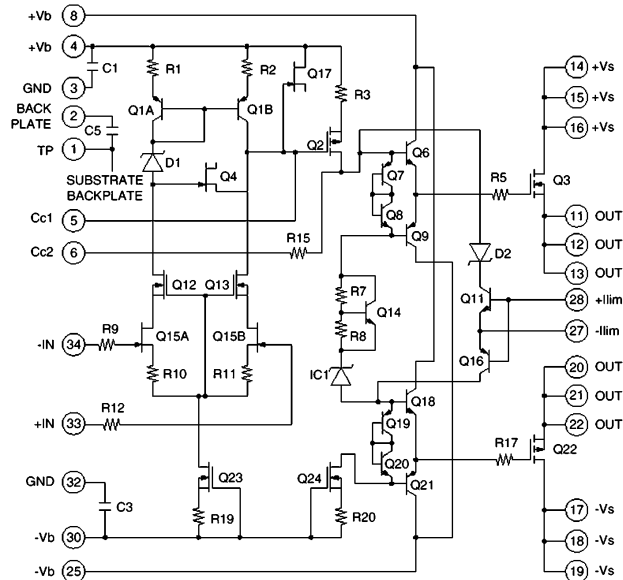 +Vb 8
+Vb 4
R1 R2 Q17 R3
C1
GND 3
Q1A Q1B
BACK PLATE 2
C5
TP 1
D1 Q2
SUBSTRATE BACKPLATE
Q4
Cc1 5
Cc2 6
R15
Q6
Q7
Q8
Q9
R5 Q3
14 +Vs
15 +Vs
16 +Vs
11 OUT
12 OUT
13 OUT
D2
Q12 Q13
R7 Q14
R8
Q11
28 +Ilim
27 -Ilim
Q16
-IN 34 R9
Q15A Q15B
R10 R11
IC1
+IN 33 R12
Q18
Q19
Q20
Q21
20 OUT
21 OUT
22 OUT
R17 Q22
GND 32
C3
Q23 Q24
R19 R20
-Vb 30
-Vb 25
17 -Vs
18 -Vs
19 -Vs